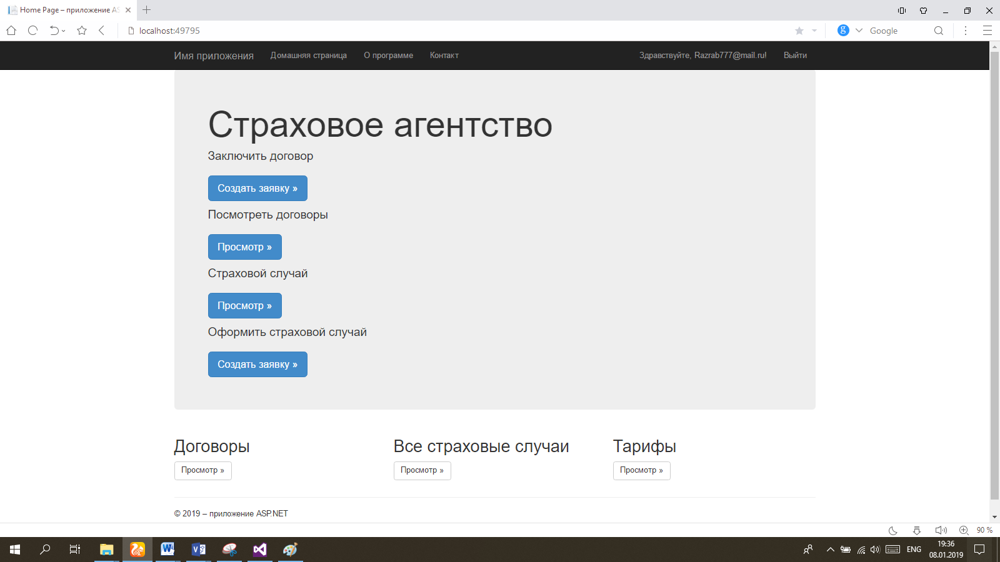 Home Page – приложение AS
localhost:49795
Google
Имя приложения
Домашняя страница
О программе
Контакт
Здравствуйте, Razrab777@mail.ru!
Выйти
Страховое агентство
Заключить договор
Создать заявку »
Посмотреть договоры
Просмотр »
Страховой случай
Просмотр »
Оформить страховой случай
Создать заявку »
Договоры
Все страховые случаи
Тарифы
Просмотр »
Просмотр »
Просмотр »
© 2019 – приложение ASP.NET
90 %
ENG
19:36
08.01.2019